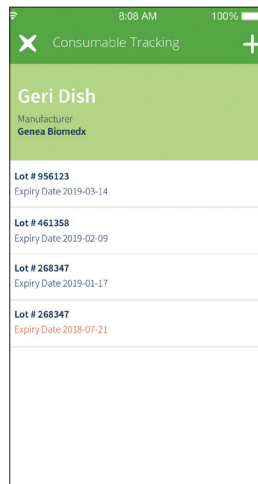 8:08 AM
100%
Consumable Tracking
Geri Dish
Manufacturer
Genea Biomedx
Lot # 956123
Expiry Date 2019-03-14
Lot # 461358
Expiry Date 2019-02-09
Lot # 268347
Expiry Date 2019-01-17
Lot # 268347
Expiry Date 2018-07-21